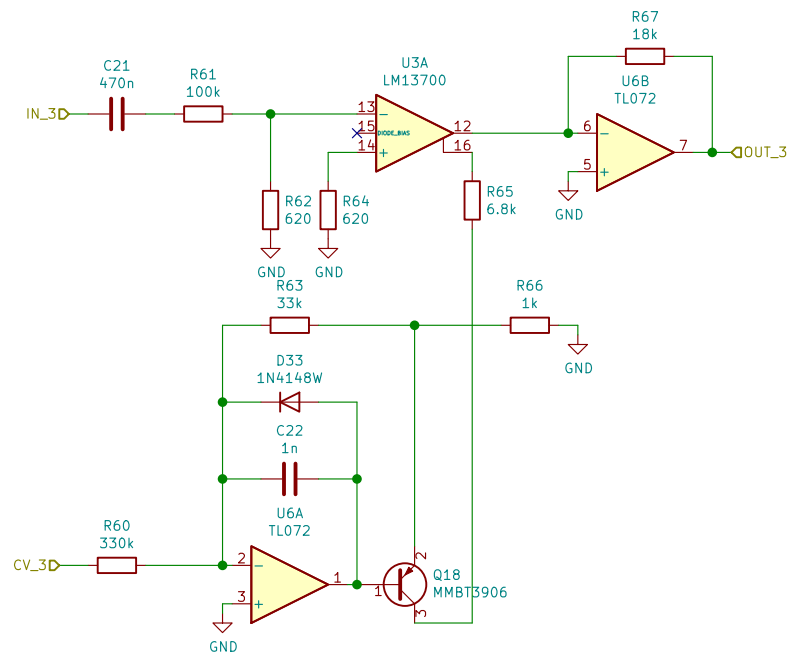 R67
18k
U3A
LM13700
C21
470n
R61
100k
U6B
TL072
IN_3
13
15
DIODE_BIAS
14
12
16
6
5
7
OUT_3
R62
620
R64
620
R65
6.8k
GND
GND
GND
R63
33k
R66
1k
GND
D33
1N4148W
C22
1n
U6A
TL072
R60
330k
CV_3
2
3
1
1
2
3
Q18
MMBT3906
GND